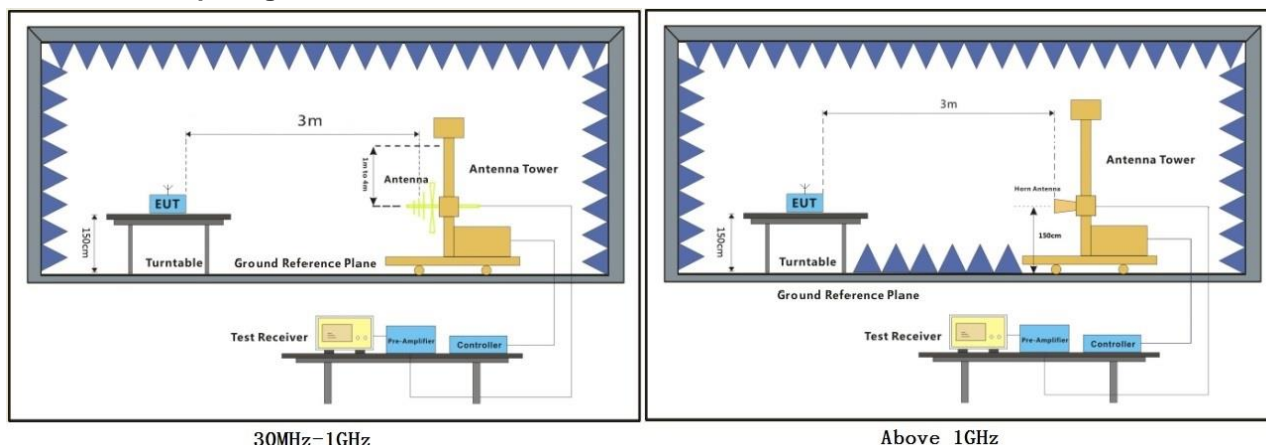 3m
1m to 4m
Antenna
Antenna Tower
EUT
150cm
Turntable
Ground Reference Plane
Test Receiver
Pre-Amplifier
Controller
30MHz-1GHz
3m
Antenna Tower
Horn Antenna
EUT
150cm
150cm
Turntable
Ground Reference Plane
Test Receiver
Pre-Amplifier
Controller
Above 1GHz